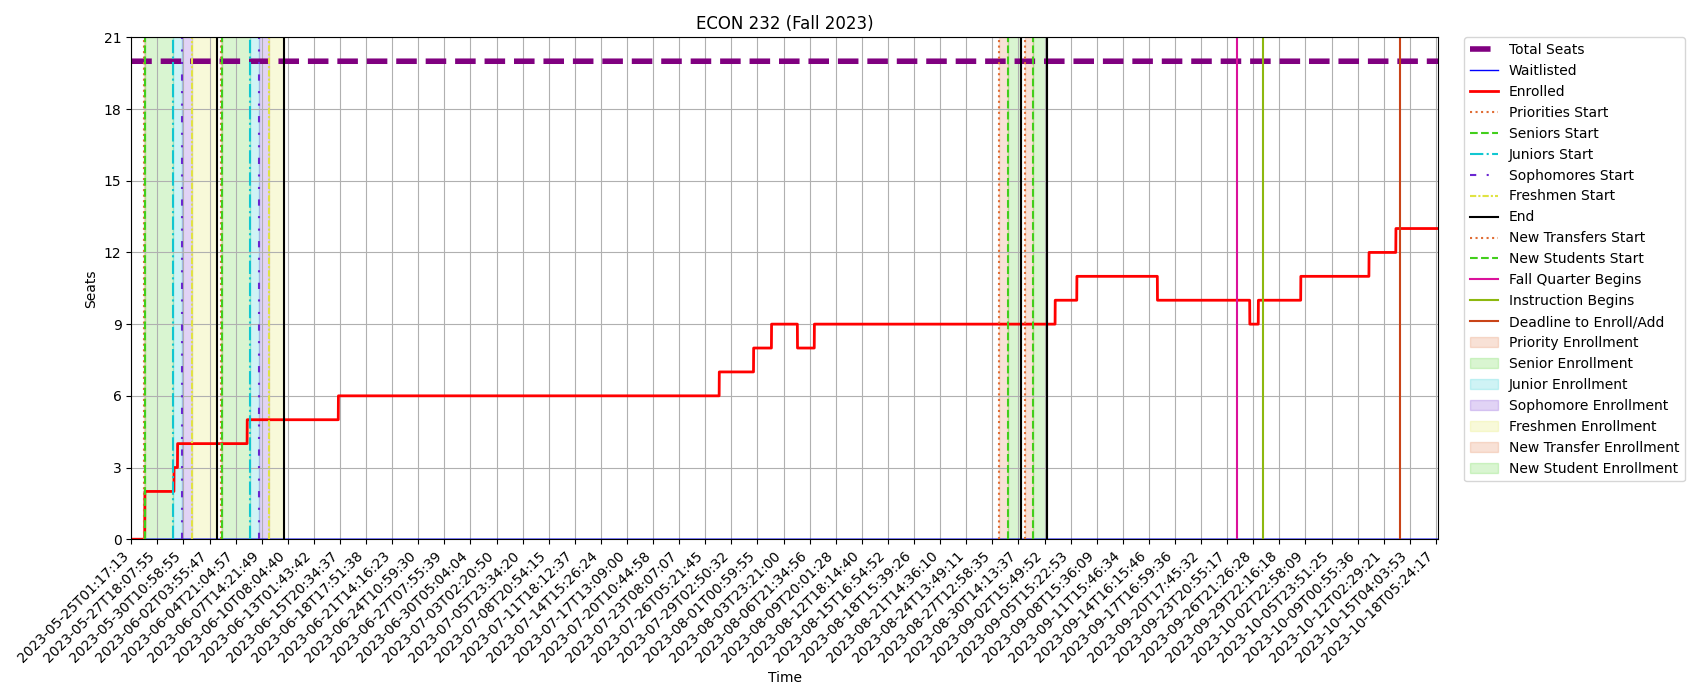 ECON 232 (Fall 2023)
21
18
15
12
9
6
3
0
Seats
2023-05-25T01:17:13
2023-05-27T18:07:55
2023-05-30T10:58:55
2023-06-02T03:55:47
2023-06-04T21:04:57
2023-06-07T14:21:49
2023-06-10T08:04:40
2023-06-13T01:43:42
2023-06-15T20:34:37
2023-06-18T17:51:38
2023-06-21T14:16:23
2023-06-24T10:59:30
2023-06-27T07:55:39
2023-06-30T05:04:04
2023-07-03T02:20:50
2023-07-05T23:34:20
2023-07-08T20:54:15
2023-07-11T18:12:37
2023-07-14T15:26:24
2023-07-17T13:09:00
2023-07-20T10:44:58
2023-07-23T08:07:07
2023-07-26T05:21:45
2023-07-29T02:50:32
2023-08-01T00:59:55
2023-08-03T23:21:00
2023-08-06T21:34:56
2023-08-09T20:01:28
2023-08-12T18:14:40
2023-08-15T16:54:52
2023-08-18T15:39:26
2023-08-21T14:36:10
2023-08-24T13:49:11
2023-08-27T12:58:35
2023-08-30T14:13:37
2023-09-02T15:49:52
2023-09-05T15:22:53
2023-09-08T15:36:09
2023-09-11T15:46:34
2023-09-14T16:15:46
2023-09-17T16:59:36
2023-09-20T17:45:32
2023-09-23T20:55:17
2023-09-26T21:26:28
2023-09-29T22:16:18
2023-10-02T22:58:09
2023-10-05T23:51:25
2023-10-09T00:55:36
2023-10-12T02:29:21
2023-10-15T04:03:53
2023-10-18T05:24:17
Time
Total Seats
Waitlisted
Enrolled
Priorities Start
Seniors Start
Juniors Start
Sophomores Start
Freshmen Start
End
New Transfers Start
New Students Start
Fall Quarter Begins
Instruction Begins
Deadline to Enroll/Add
Priority Enrollment
Senior Enrollment
Junior Enrollment
Sophomore Enrollment
Freshmen Enrollment
New Transfer Enrollment
New Student Enrollment